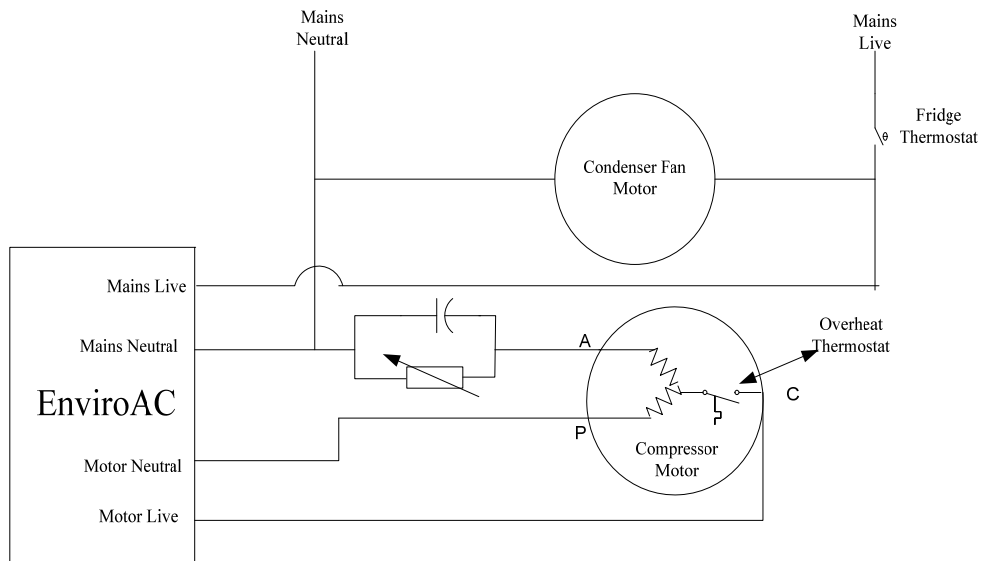 Mains
Neutral
Mains
Live
Fridge
Thermostat
θ
Condenser Fan
Motor
Mains Live
Overheat
Thermostat
Mains Neutral
A
C
EnviroAC
P
Compressor
Motor
Motor Neutral
Motor Live